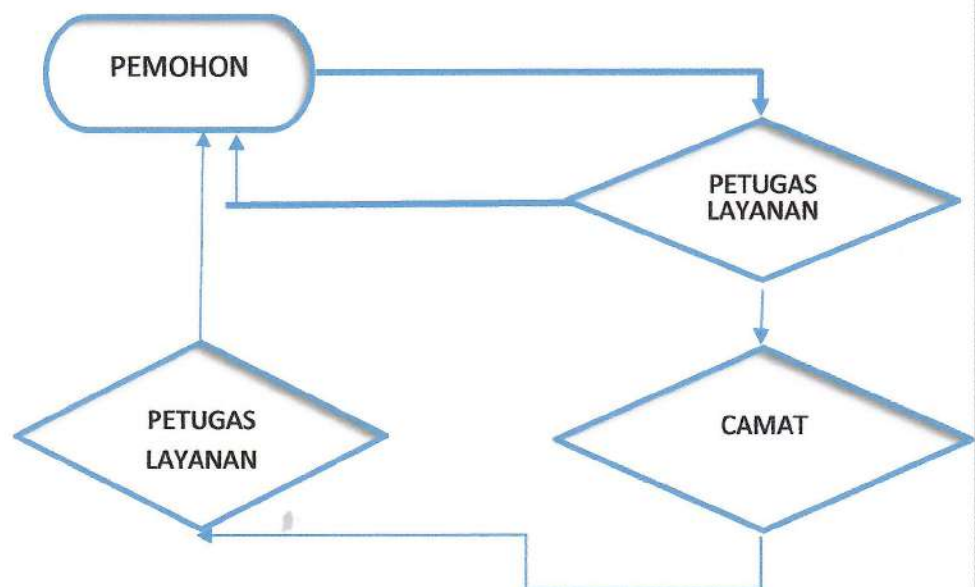 PEMOHON
PETUGAS
LAYANAN
PETUGAS
LAYANAN
CAMAT